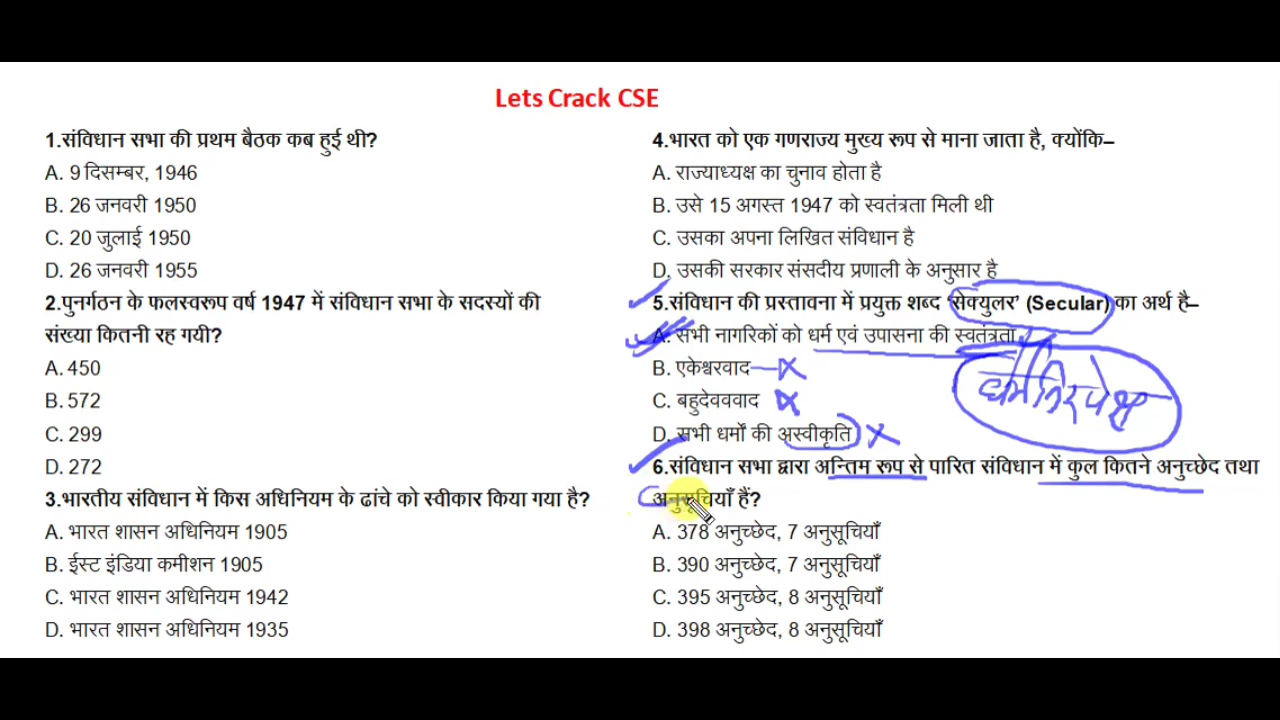 Lets Crack CSE
1.संविधान सभा की प्रथम बैठक कब हुई थी?
A. 9 दिसम्बर, 1946
B. 26 जनवरी 1950
C. 20 जुलाई 1950
D. 26 जनवरी 1955
2.पुनर्गठन के फलस्वरूप वर्ष 1947 में संविधान सभा के सदस्यों की
संख्या कितनी रह गयी?
A. 450
B. 572
C. 299
D. 272
3.भारतीय संविधान में किस अधिनियम के ढांचे को स्वीकार किया गया है?
A. भारत शासन अधिनियम 1905
B. ईस्ट इंडिया कमीशन 1905
C. भारत शासन अधिनियम 1942
D. भारत शासन अधिनियम 1935
4.भारत को एक गणराज्य मुख्य रूप से माना जाता है, क्योंकि–
A. राज्याध्यक्ष का चुनाव होता है
B. उसे 15 अगस्त 1947 को स्वतंत्रता मिली थी
C. उसका अपना लिखित संविधान है
D. उसकी सरकार संसदीय प्रणाली के अनुसार है
5.संविधान की प्रस्तावना में प्रयुक्त शब्द ‘सेक्युलर’ (Secular) का अर्थ है–
A. सभी नागरिकों को धर्म एवं उपासना की स्वतंत्रता
B. एकेश्वरवाद
C. बहुदेवववाद
धर्मनिरपेक्ष
D. सभी धर्मों की अस्वीकृति
6.संविधान सभा द्वारा अन्तिम रूप से पारित संविधान में कुल कितने अनुच्छेद तथा
अनुसूचियाँ हैं?
A. 378 अनुच्छेद, 7 अनुसूचियाँ
B. 390 अनुच्छेद, 7 अनुसूचियाँ
C. 395 अनुच्छेद, 8 अनुसूचियाँ
D. 398 अनुच्छेद, 8 अनुसूचियाँ